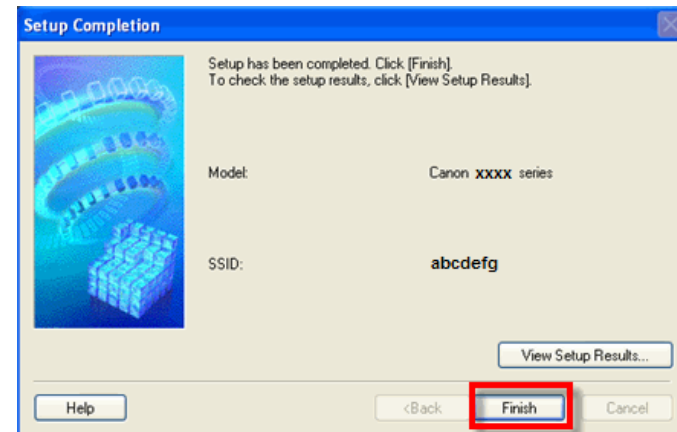 Setup Completion
Setup has been completed. Click [Finish].
To check the setup results, click [View Setup Results].
Model: Canon xxxx series
SSID: abcdefg
View Setup Results...
Help <Back Finish Cancel